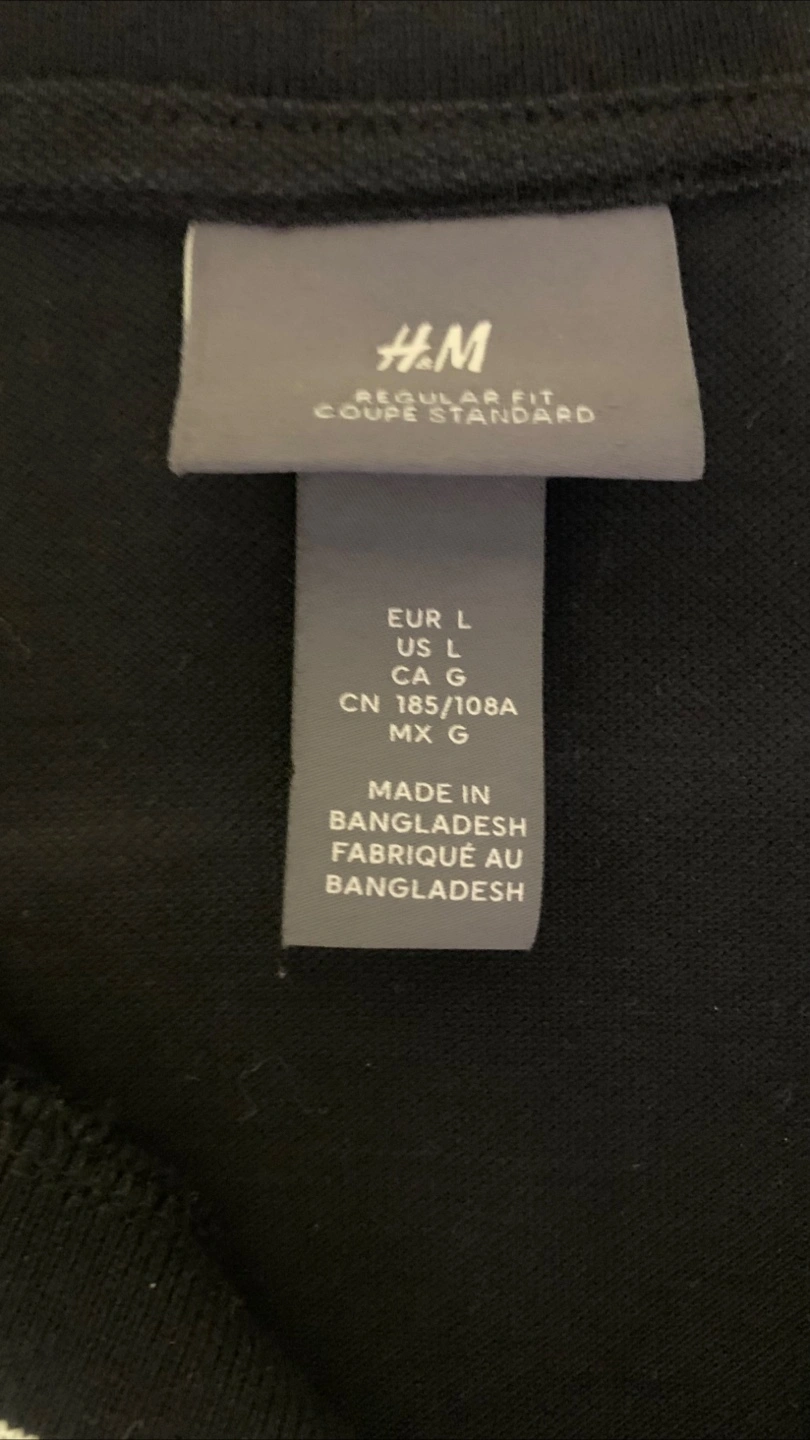 H&M
REGULAR FIT
COUPE STANDARD
EUR L
US L
CA G
CN 185/108A
MX G
MADE IN
BANGLADESH
FABRIQUÉ AU
BANGLADESH